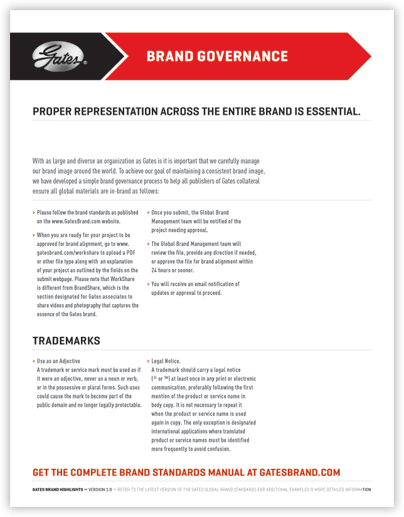 Gates®
BRAND GOVERNANCE
PROPER REPRESENTATION ACROSS THE ENTIRE BRAND IS ESSENTIAL.
With as large and diverse an organization as Gates is it is important that we carefully manage
our brand image around the world. To achieve our goal of maintaining a consistent brand image,
we have developed a simple brand governance process to help all publishers of Gates collateral
ensure all global materials are in-brand as follows:
Please follow the brand standards as published
on the www.GatesBrand.com website.
When you are ready for your project to be
approved for brand alignment, go to www.
gatesbrand.com/workshare to upload a PDF
or other file type along with an explanation
of your project as outlined by the fields on the
submit webpage. Please note that WorkShare
is different from BrandShare, which is the
section designated for Gates associates to
share videos and photography that captures the
essence of the Gates brand.
Once you submit, the Global Brand
Management team will be notified of the
project needing approval.
The Global Brand Management team will
review the file, provide any direction if needed,
or approve the file for brand alignment within
24 hours or sooner.
You will receive an email notification of
updates or approval to proceed.
TRADEMARKS
Use as an Adjective
A trademark or service mark must be used as if
it were an adjective, never as a noun or verb,
or in the possessive or plural forms. Such uses
could cause the mark to become part of the
public domain and no longer legally protectable.
Legal Notice.
A trademark should carry a legal notice
(® or ™) at least once in any print or electronic
communication, preferably following the first
mention of the product or service name in
body copy. It is not necessary to repeat it
when the product or service name is used
again in copy. The only exception is designated
international applications where translated
product or service names must be identified
more frequently to avoid confusion.
GET THE COMPLETE BRAND STANDARDS MANUAL AT GATESBRAND.COM
GATES BRAND HIGHLIGHTS — VERSION 1.0 — REFER TO THE LATEST VERSION OF THE GATES GLOBAL BRAND STANDARDS FOR ADDITIONAL EXAMPLES & MORE DETAILED INFORMATION